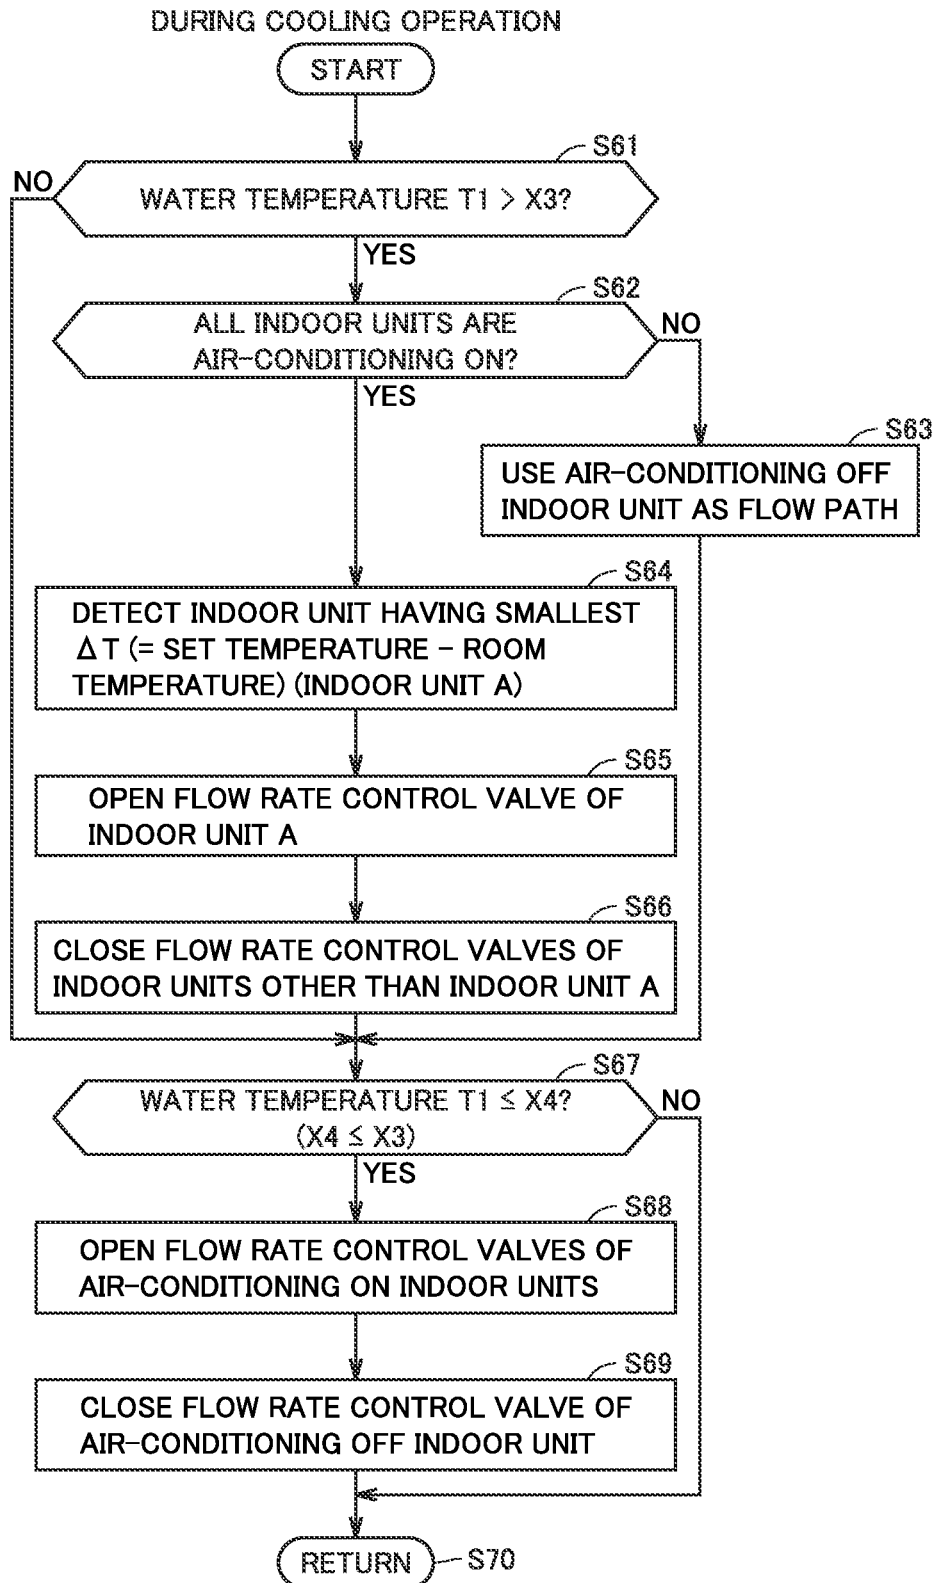 DURING COOLING OPERATION
START
S61
NO
WATER TEMPERATURE T1 > X3?
YES
S62
ALL INDOOR UNITS ARE
AIR-CONDITIONING ON?
NO
YES
S63
USE AIR-CONDITIONING OFF
INDOOR UNIT AS FLOW PATH
S64
DETECT INDOOR UNIT HAVING SMALLEST
ΔT (= SET TEMPERATURE - ROOM
TEMPERATURE) (INDOOR UNIT A)
S65
OPEN FLOW RATE CONTROL VALVE OF
INDOOR UNIT A
S66
CLOSE FLOW RATE CONTROL VALVES OF
INDOOR UNITS OTHER THAN INDOOR UNIT A
S67
WATER TEMPERATURE T1 ≤ X4?
(X4 ≤ X3)
NO
YES
S68
OPEN FLOW RATE CONTROL VALVES OF
AIR-CONDITIONING ON INDOOR UNITS
S69
CLOSE FLOW RATE CONTROL VALVE OF
AIR-CONDITIONING OFF INDOOR UNIT
RETURN
S70